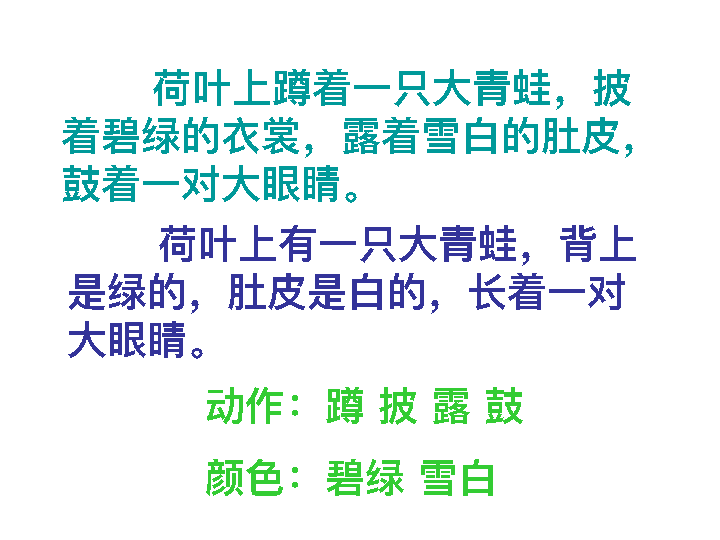 荷叶上蹲着一只大青蛙，披
着碧绿的衣裳，露着雪白的肚皮，
鼓着一对大眼睛。
荷叶上有一只大青蛙，背上
是绿的，肚皮是白的，长着一对
大眼睛。
动作：蹲 披 露 鼓
颜色：碧绿 雪白